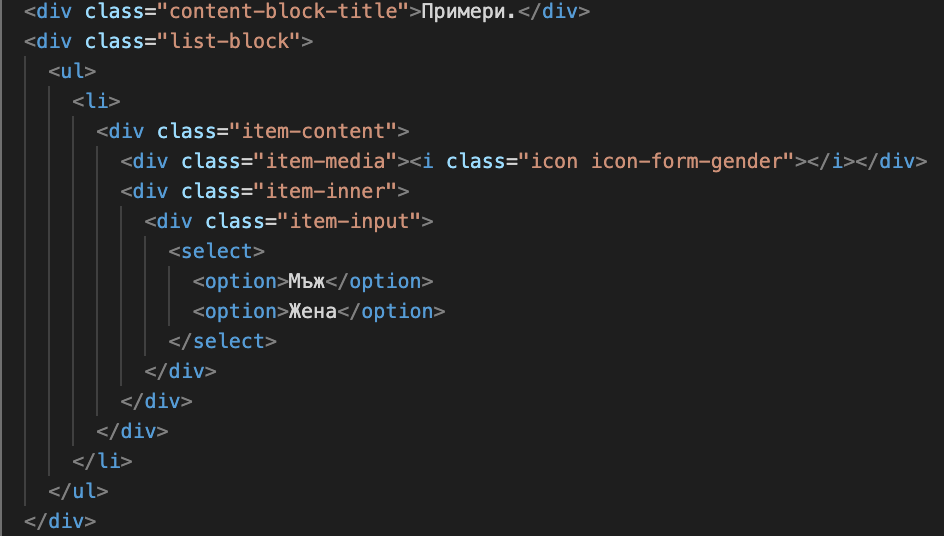 <div class="content-block-title">Примери.</div>
<div class="list-block">
<ul>
<li>
<div class="item-content">
<div class="item-media"><i class="icon icon-form-gender"></i></div>
<div class="item-inner">
<div class="item-input">
<select>
<option>Мъж</option>
<option>Жена</option>
</select>
</div>
</div>
</div>
</li>
</ul>
</div>